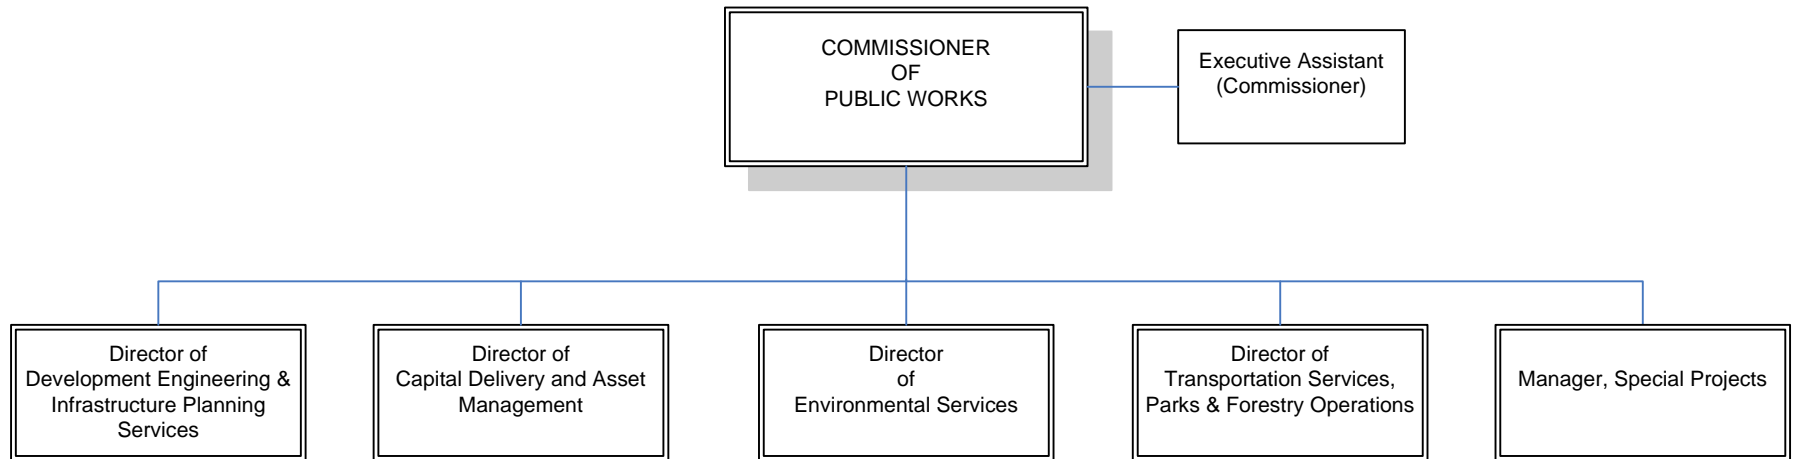 COMMISSIONER
OF
PUBLIC WORKS
Executive Assistant
(Commissioner)
Director of
Development Engineering &
Infrastructure Planning
Services
Director of
Capital Delivery and Asset
Management
Director
of
Environmental Services
Director of
Transportation Services,
Parks & Forestry Operations
Manager, Special Projects